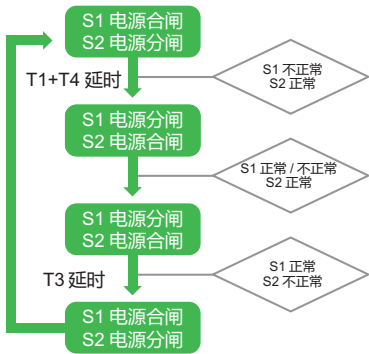 S1 电源合闸
S2 电源分闸
T1+T4 延时
S1 不正常
S2 正常
S1 电源分闸
S2 电源合闸
S1 正常 / 不正常
S2 正常
S1 电源分闸
S2 电源合闸
T3 延时
S1 正常
S2 不正常
S1 电源合闸
S2 电源分闸